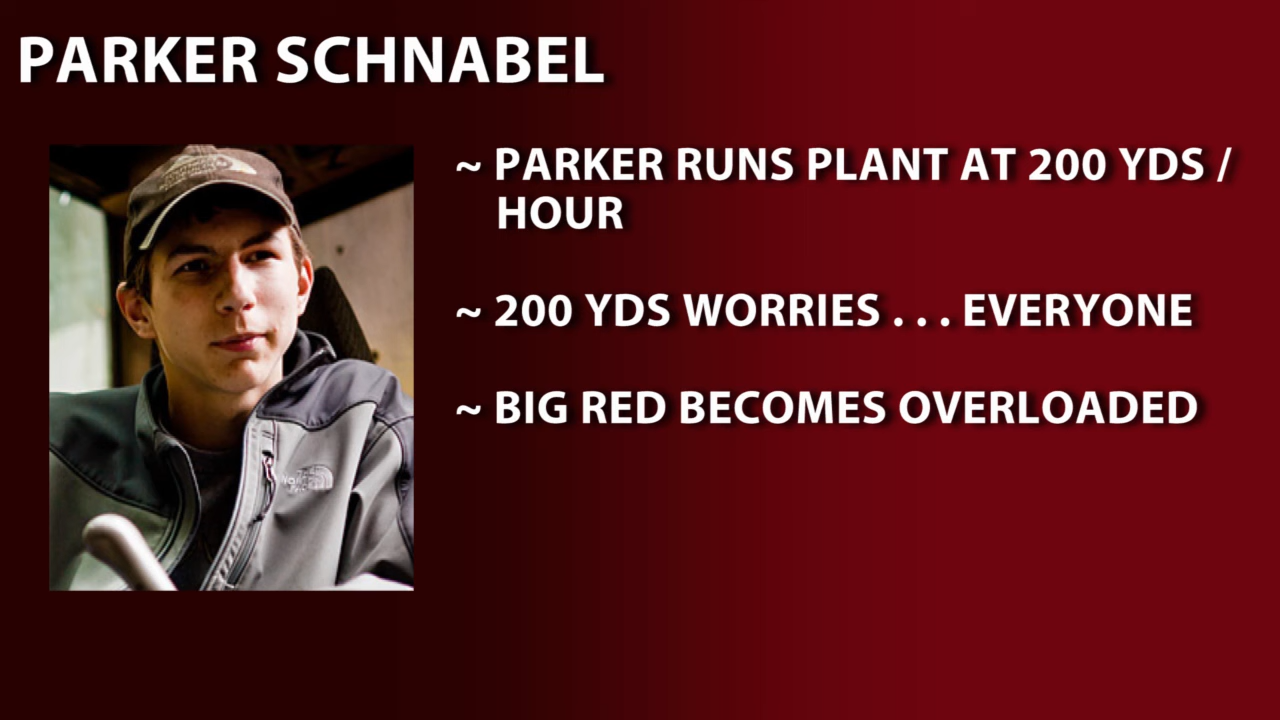 PARKER SCHNABEL
~ PARKER RUNS PLANT AT 200 YDS /
HOUR
~ 200 YDS WORRIES . . . EVERYONE
~ BIG RED BECOMES OVERLOADED